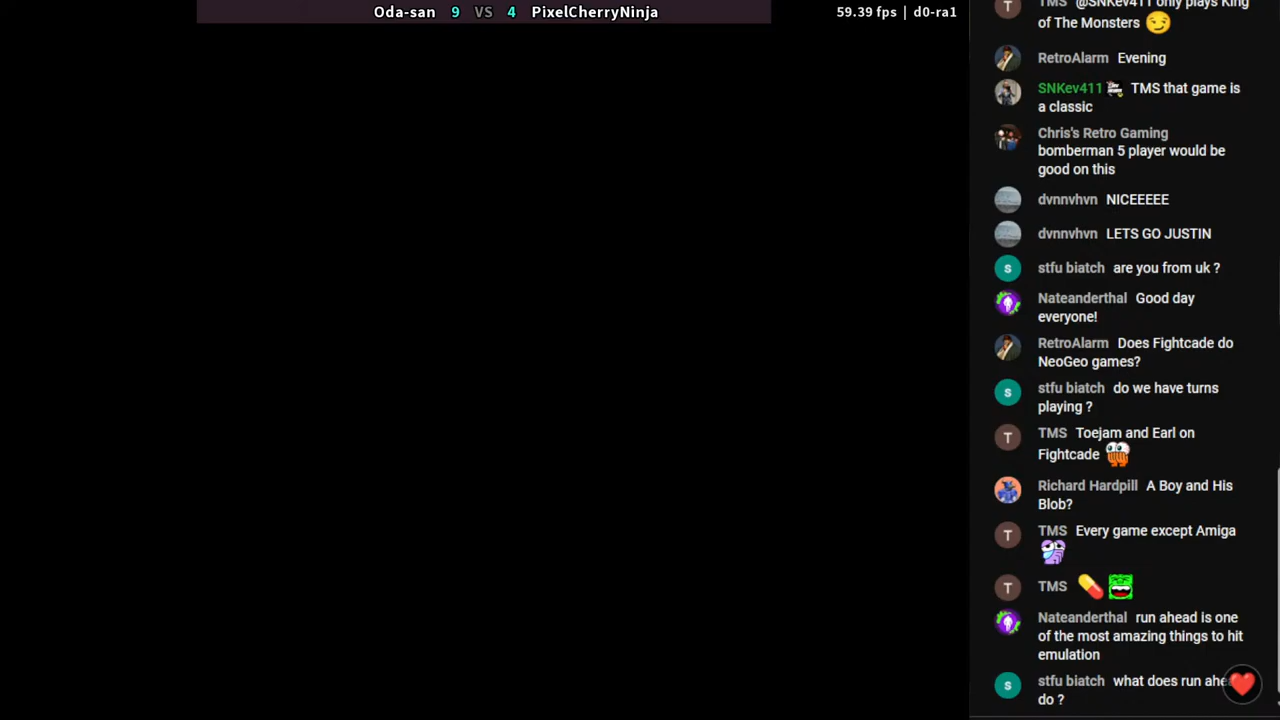 Oda-san 9 VS 4 PixelCherryNinja
59.39 fps | d0-ra1
TMS @SNKev411 only plays King
of The Monsters
RetroAlarm Evening
SNKev411 TMS that game is
a classic
Chris's Retro Gaming
bomberman 5 player would be
good on this
dvnnvhvn NICEEEEE
dvnnvhvn LETS GO JUSTIN
s
stfu biatch are you from uk ?
Nateanderthal Good day
everyone!
RetroAlarm Does Fightcade do
NeoGeo games?
s
stfu biatch do we have turns
playing ?
T
TMS Toejam and Earl on
Fightcade
Richard Hardpill A Boy and His
Blob?
T
TMS Every game except Amiga
T
TMS
Nateanderthal run ahead is one
of the most amazing things to hit
emulation
s
stfu biatch what does run
do ?